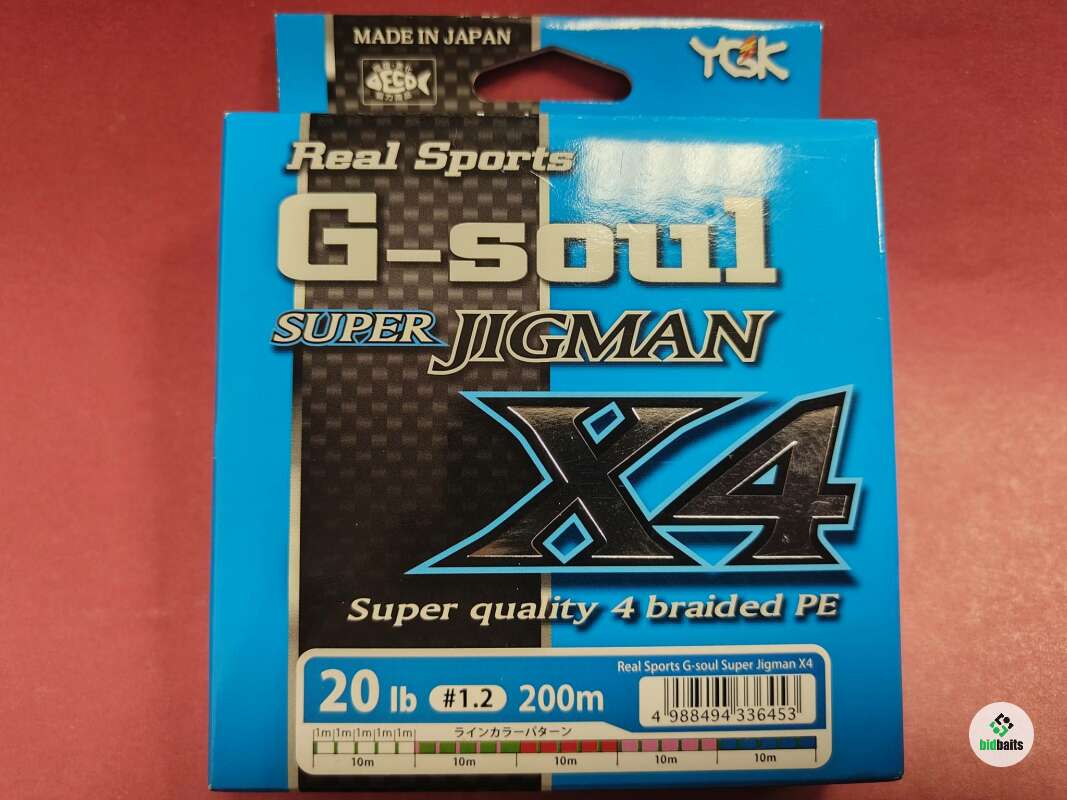 MADE IN JAPAN
YGK
DECO
Real Sports
G-soul
SUPER JIGMAN
X4
Super quality 4 braided PE
Real Sports G-soul Super Jigman X4
20 lb #1.2 200m
4 988494 336453
1m 1m 1m 1m 1m ラインカラーパターン
10m 10m 10m 10m 10m
bidbaits